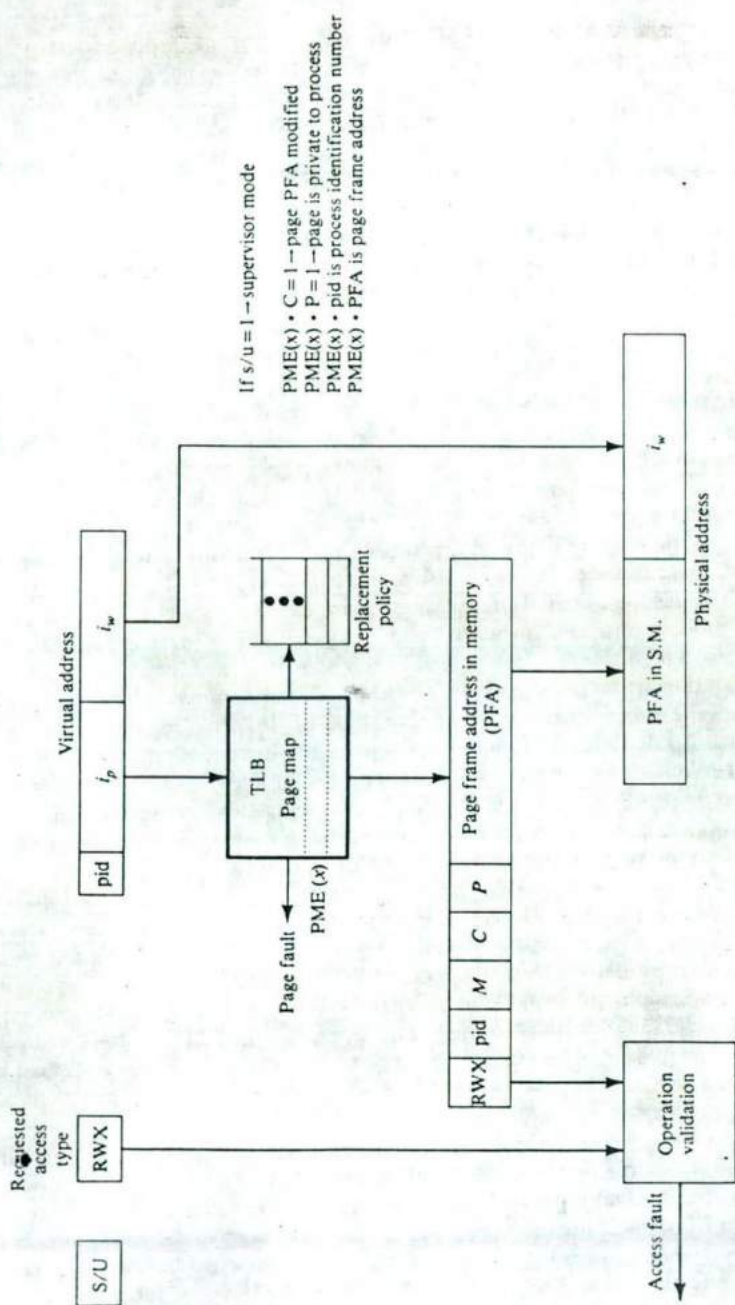 S/U
Requested
access
type
RWX
Virtual address
pid
i_p
i_w
TLB
Page map
PME (x)
Page fault
Replacement
policy
If s/u = 1 – supervisor mode
PME(x) • C = 1 – page PFA modified
PME(x) • P = 1 – page is private to process
PME(x) • pid is process identification number
PME(x) • PFA is page frame address
RWX
pid
M
C
P
Page frame address in memory
(PFA)
Operation
validation
Access fault
PFA in S.M.
i_w
Physical address